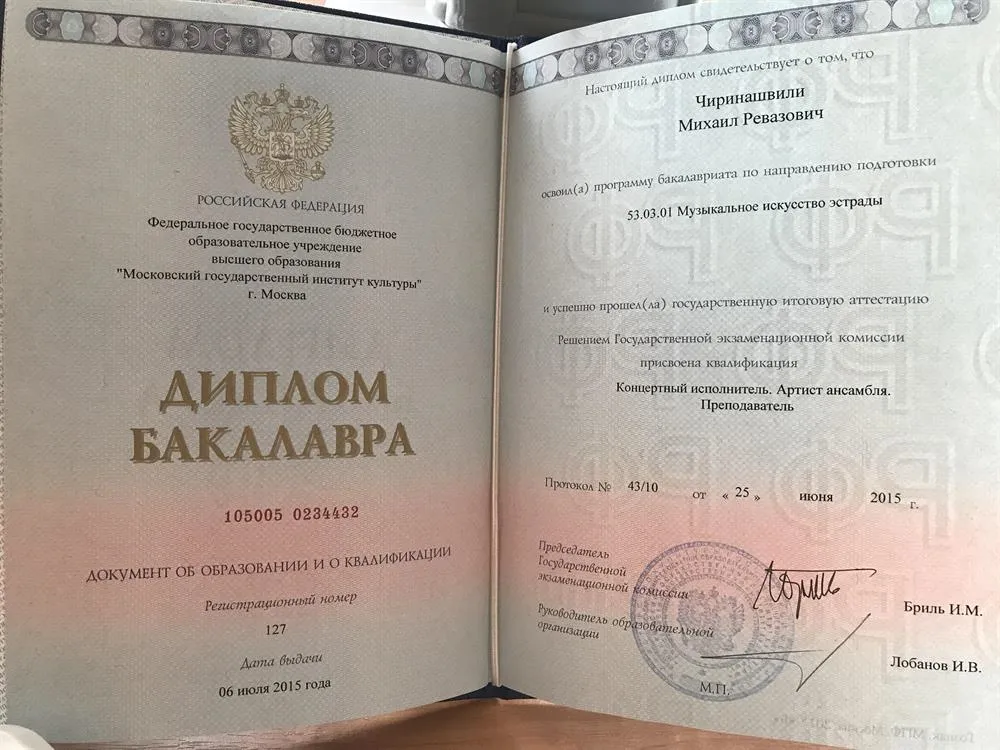 РОССИЙСКАЯ ФЕДЕРАЦИЯ
Федеральное государственное бюджетное
образовательное учреждение
высшего образования
"Московский государственный институт культуры"
г. Москва
ДИПЛОМ
БАКАЛАВРА
105005 0234432
ДОКУМЕНТ ОБ ОБРАЗОВАНИИ И О КВАЛИФИКАЦИИ
Регистрационный номер
127
Дата выдачи
06 июля 2015 года
Настоящий диплом свидетельствует о том, что
Чиринашвили
Михаил Ревазович
освоил(а) программу бакалавриата по направлению подготовки
53.03.01 Музыкальное искусство эстрады
и успешно прошел(ла) государственную итоговую аттестацию
Решением Государственной экзаменационной комиссии
присвоена квалификация
Концертный исполнитель. Артист ансамбля.
Преподаватель
Протокол № 43/10 от « 25 » июня 2015 г.
Председатель
Государственной
экзаменационной комиссии
Бриль И.М.
Руководитель образовательной
организации
Лобанов И.В.
М.П.